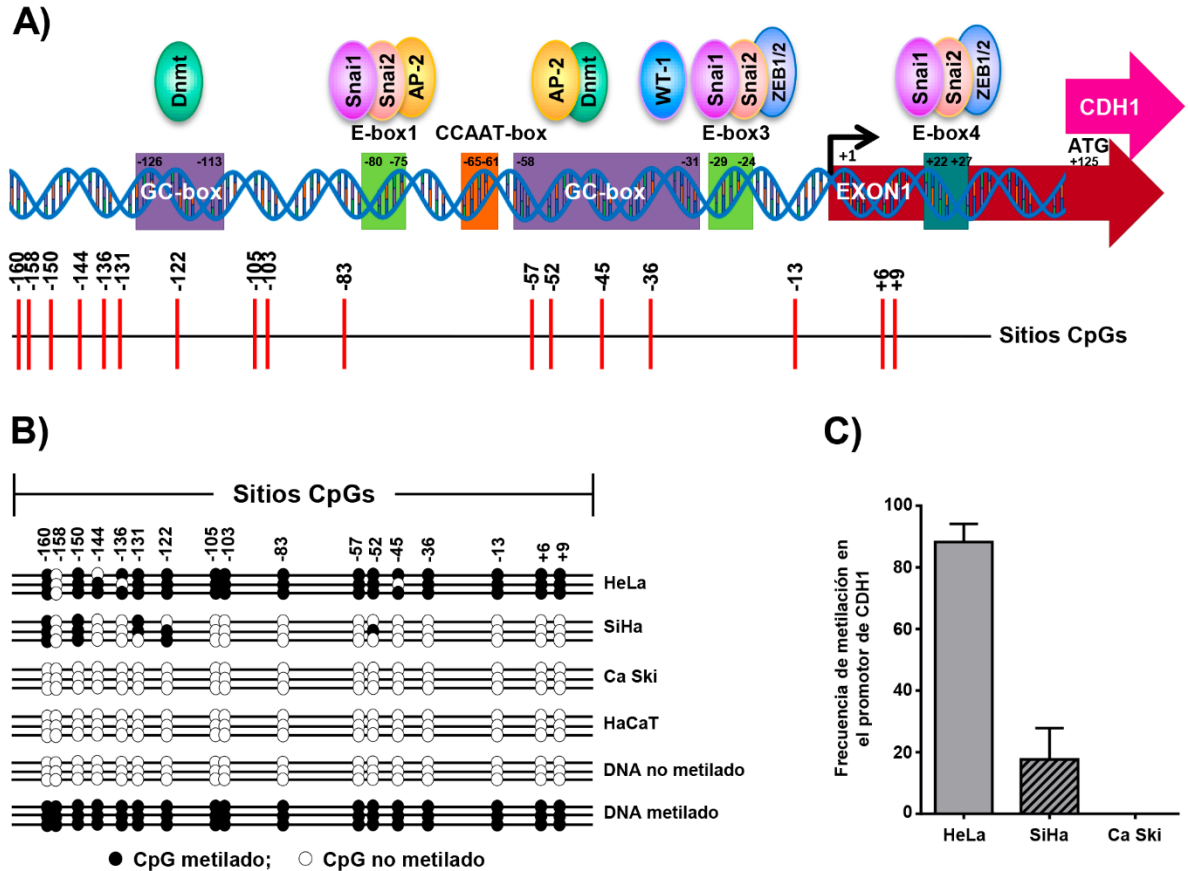 A)
Dnmt
Snai1
Snai2
AP-2
AP-2
Dnmt
WT-1
Snai1
Snai2
ZEB1/2
Snai1
Snai2
ZEB1/2
CDH1
E-box1
CCAAT-box
E-box3
E-box4
ATG
+125
-126
-113
-80
-75
-65
-61
-58
-31
-29
-24
+1
+22
+27
GC-box
GC-box
EXON1
-160
-158
-150
-144
-136
-131
-122
-105
-103
-83
-57
-52
-45
-36
-13
+6
+9
Sitios CpGs
B)
Sitios CpGs
-160
-158
-150
-144
-136
-131
-122
-105
-103
-83
-57
-52
-45
-36
-13
+6
+9
HeLa
SiHa
Ca Ski
HaCaT
DNA no metilado
DNA metilado
CpG metilado; CpG no metilado
C)
Frecuencia de metilación en
el promotor de CDH1
100
80
60
40
20
0
HeLa
SiHa
Ca Ski